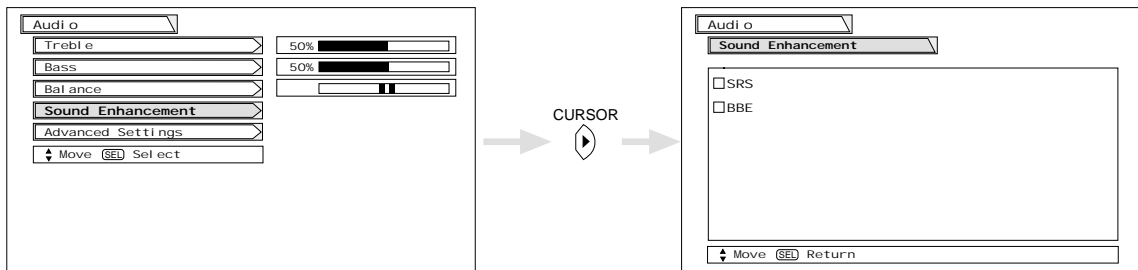 Audio
Treble
50%
Bass
50%
Balance
Sound Enhancement
Advanced Settings
Move SEL Select
CURSOR
Audio
Sound Enhancement
SRS
BBE
Move SEL Return